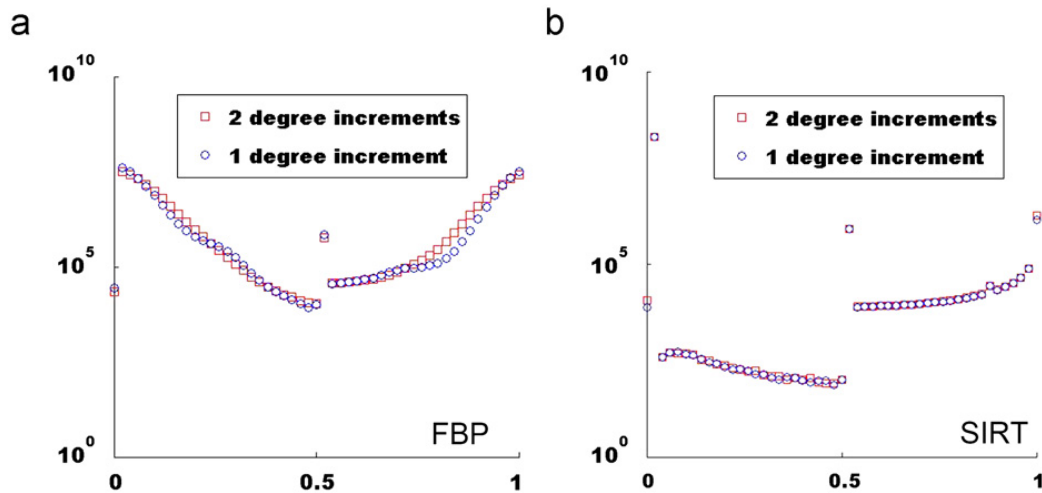 a
10^10
2 degree increments
1 degree increment
10^5
10^0
FBP
0
0.5
1
b
10^10
2 degree increments
1 degree increment
10^5
10^0
SIRT
0
0.5
1